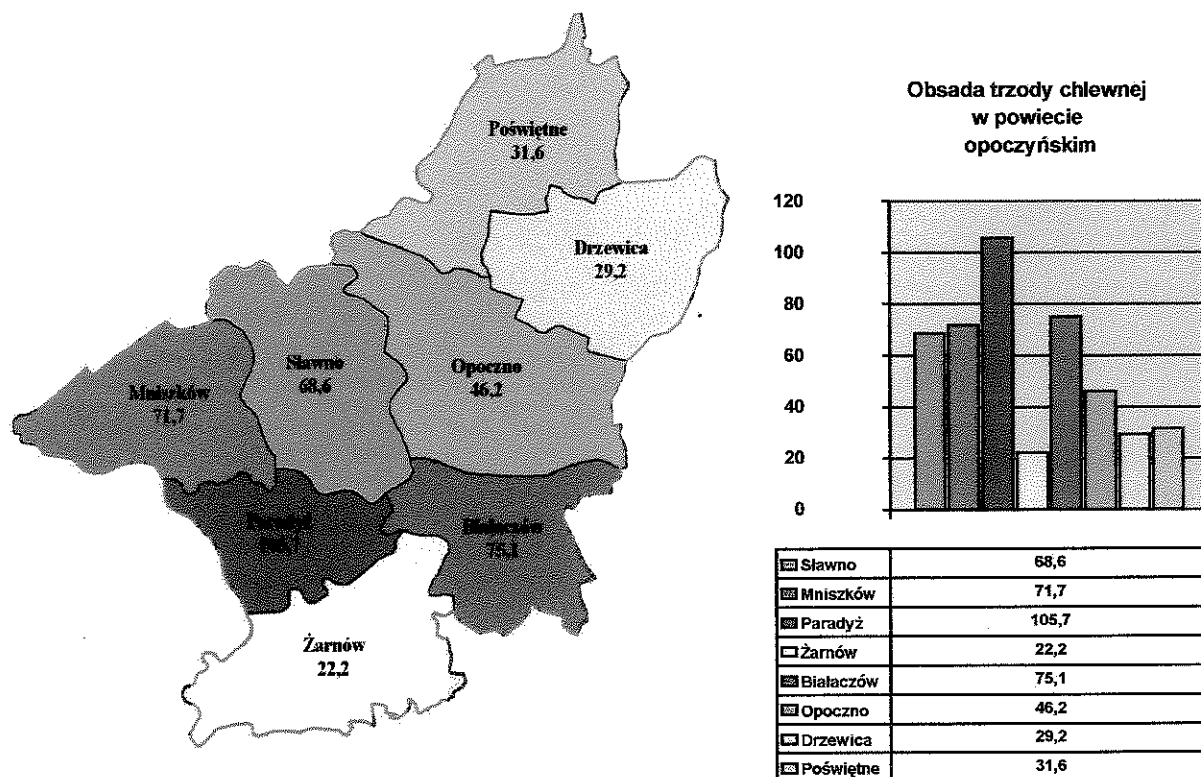 Poświętne
31,6
Drzewica
29,2
Sławno
68,6
Opoczno
46,2
Mniszków
71,7
Paradyż
Białaczów
75,1
Żarnów
22,2
Obsada trzody chlewnej
w powiecie
opoczyńskim
120
100
80
60
40
20
0
Sławno 68,6
Mniszków 71,7
Paradyż 105,7
Żarnów 22,2
Białaczów 75,1
Opoczno 46,2
Drzewica 29,2
Poświętne 31,6